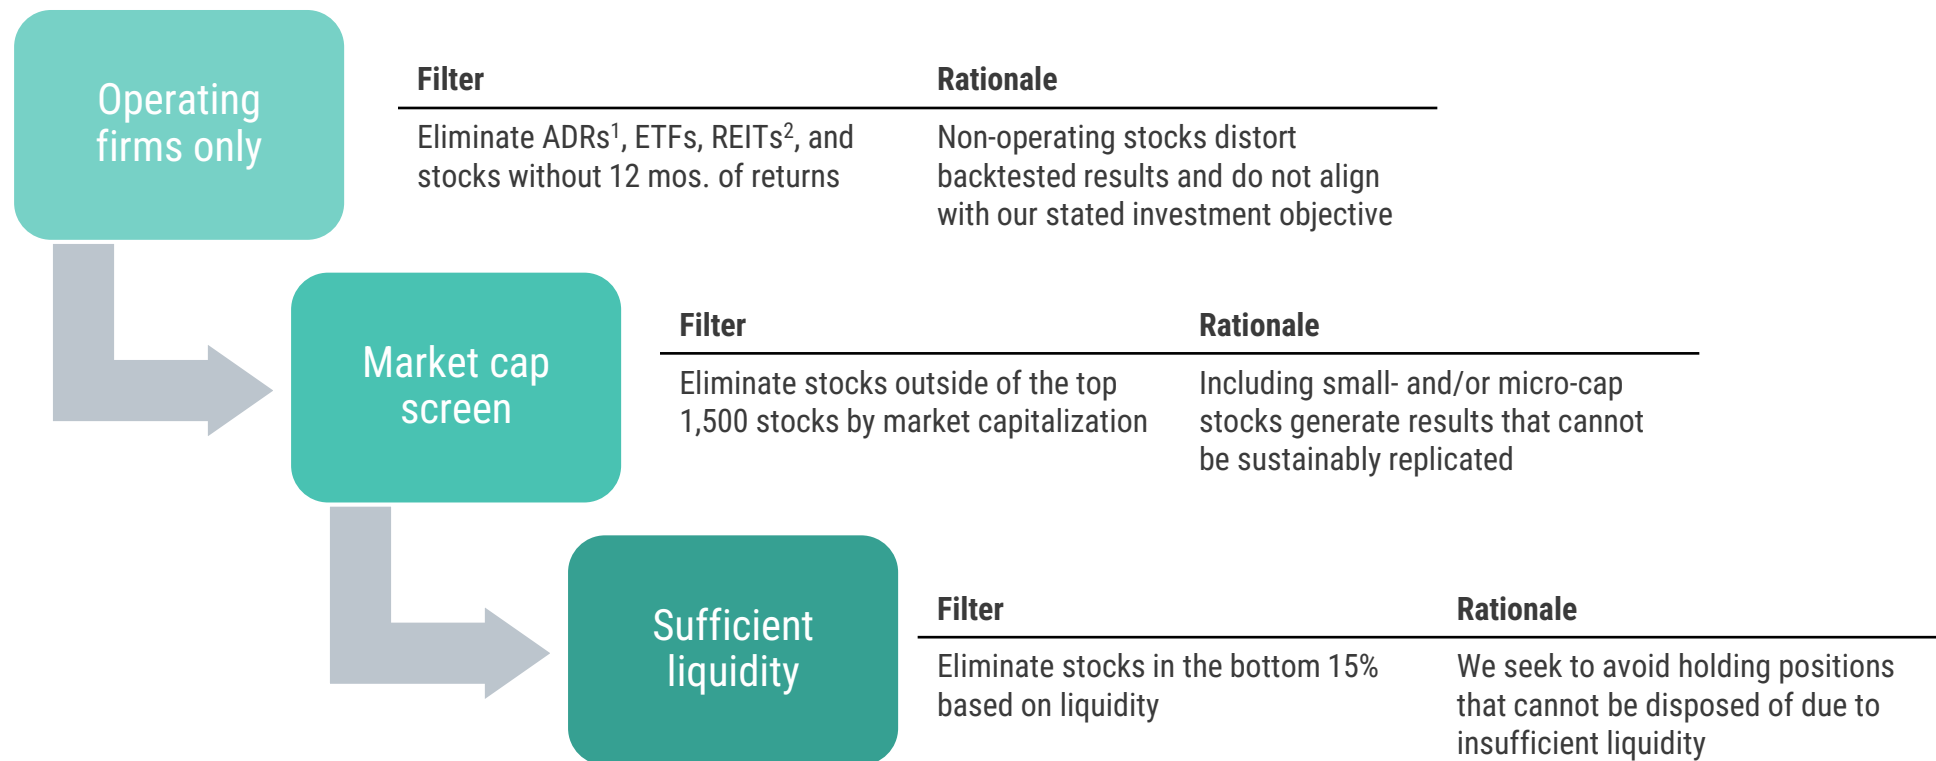 Operating
firms only
Filter
Rationale
Eliminate ADRs¹, ETFs, REITs², and
stocks without 12 mos. of returns
Non-operating stocks distort
backtested results and do not align
with our stated investment objective
Market cap
screen
Filter
Rationale
Eliminate stocks outside of the top
1,500 stocks by market capitalization
Including small- and/or micro-cap
stocks generate results that cannot
be sustainably replicated
Sufficient
liquidity
Filter
Rationale
Eliminate stocks in the bottom 15%
based on liquidity
We seek to avoid holding positions
that cannot be disposed of due to
insufficient liquidity